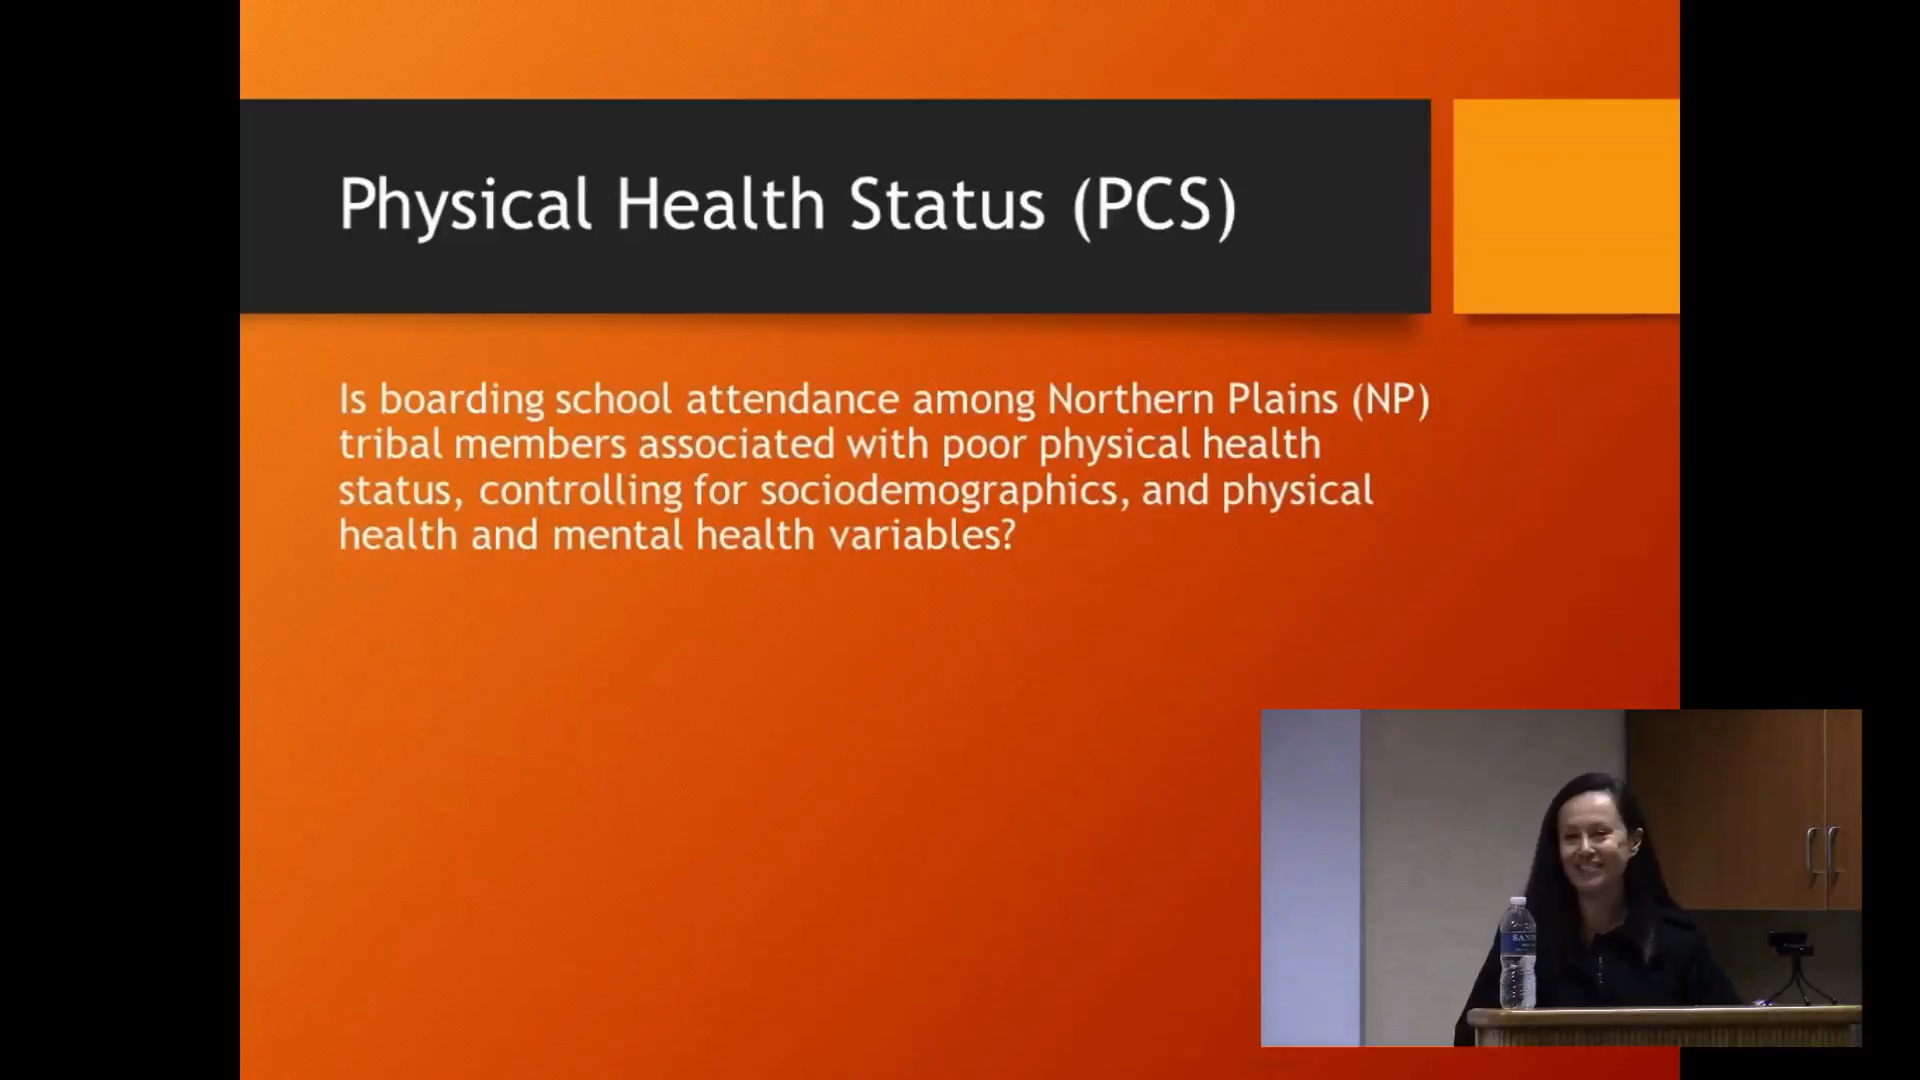 Physical Health Status (PCS)
Is boarding school attendance among Northern Plains (NP)
tribal members associated with poor physical health
status, controlling for sociodemographics, and physical
health and mental health variables?